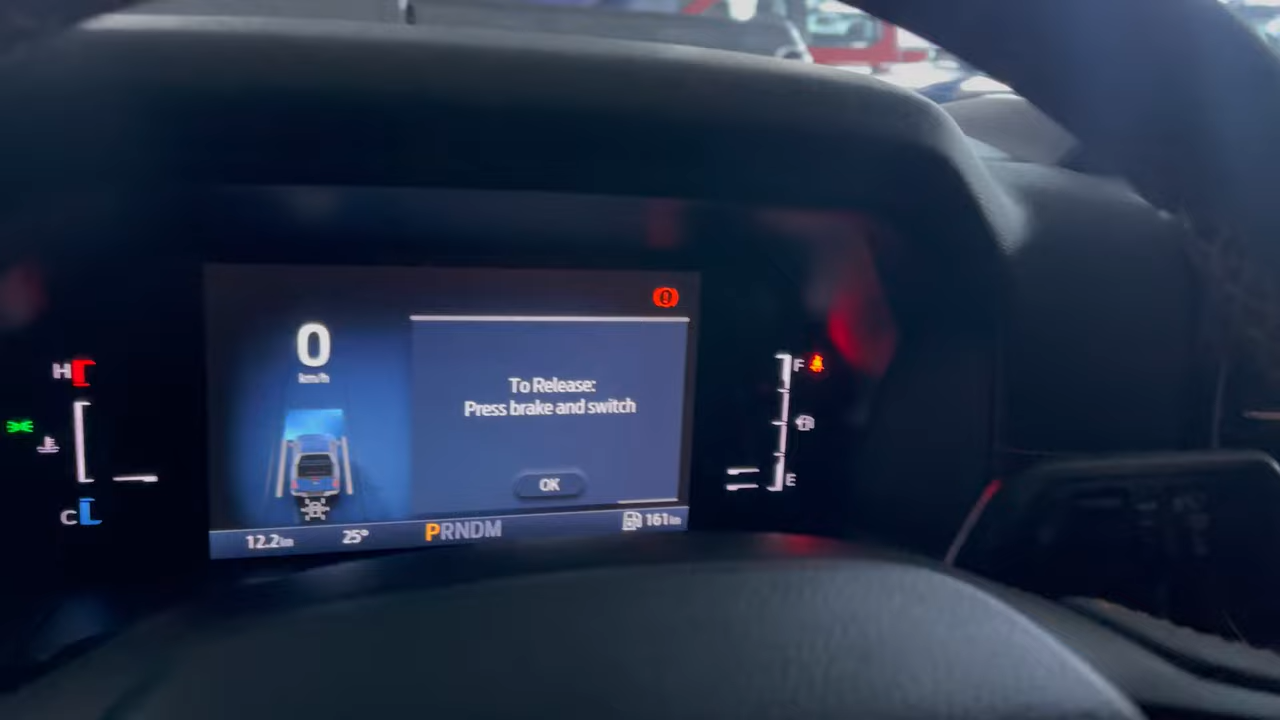 0
km/h
To Release:
Press brake and switch
OK
H
C
F
E
12.2km
25°
PRNDM
161km